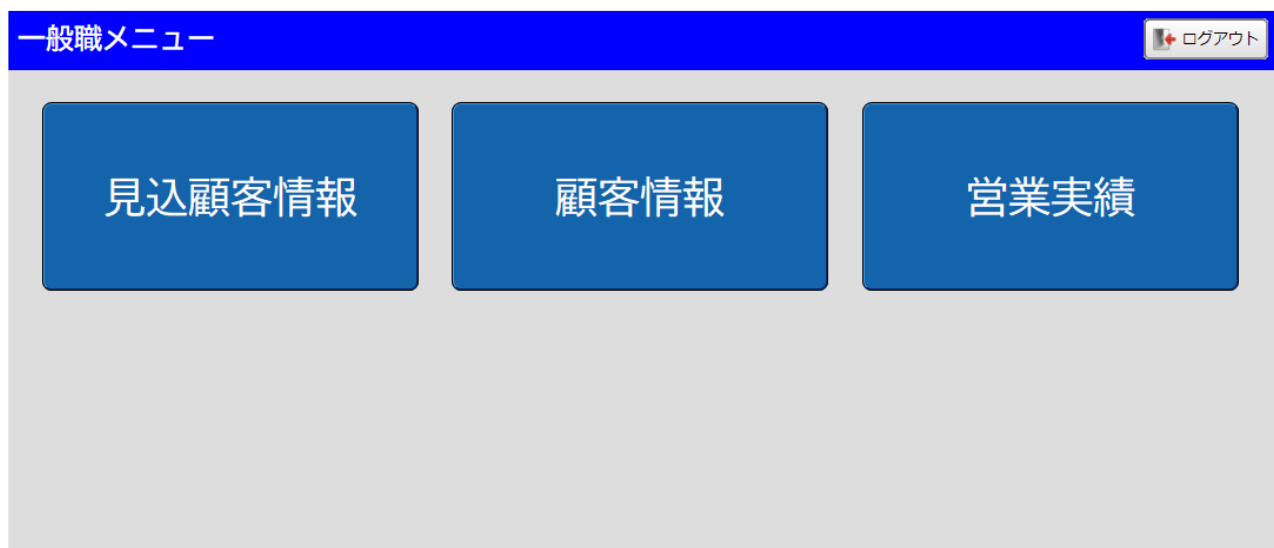 一般職メニュー
ログアウト
見込顧客情報
顧客情報
営業実績